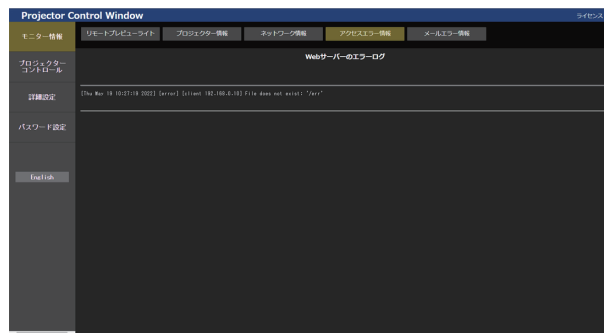 Projector Control Window
ライセンス
モニター情報
リモートプレビューライト
プロジェクター情報
ネットワーク情報
アクセスエラー情報
メールエラー情報
プロジェクター
コントロール
詳細設定
パスワード設定
English
Webサーバーのエラーログ
[Thu May 19 10:27:19 2022] [error] [client 192.168.0.10] File does not exist: '/err'